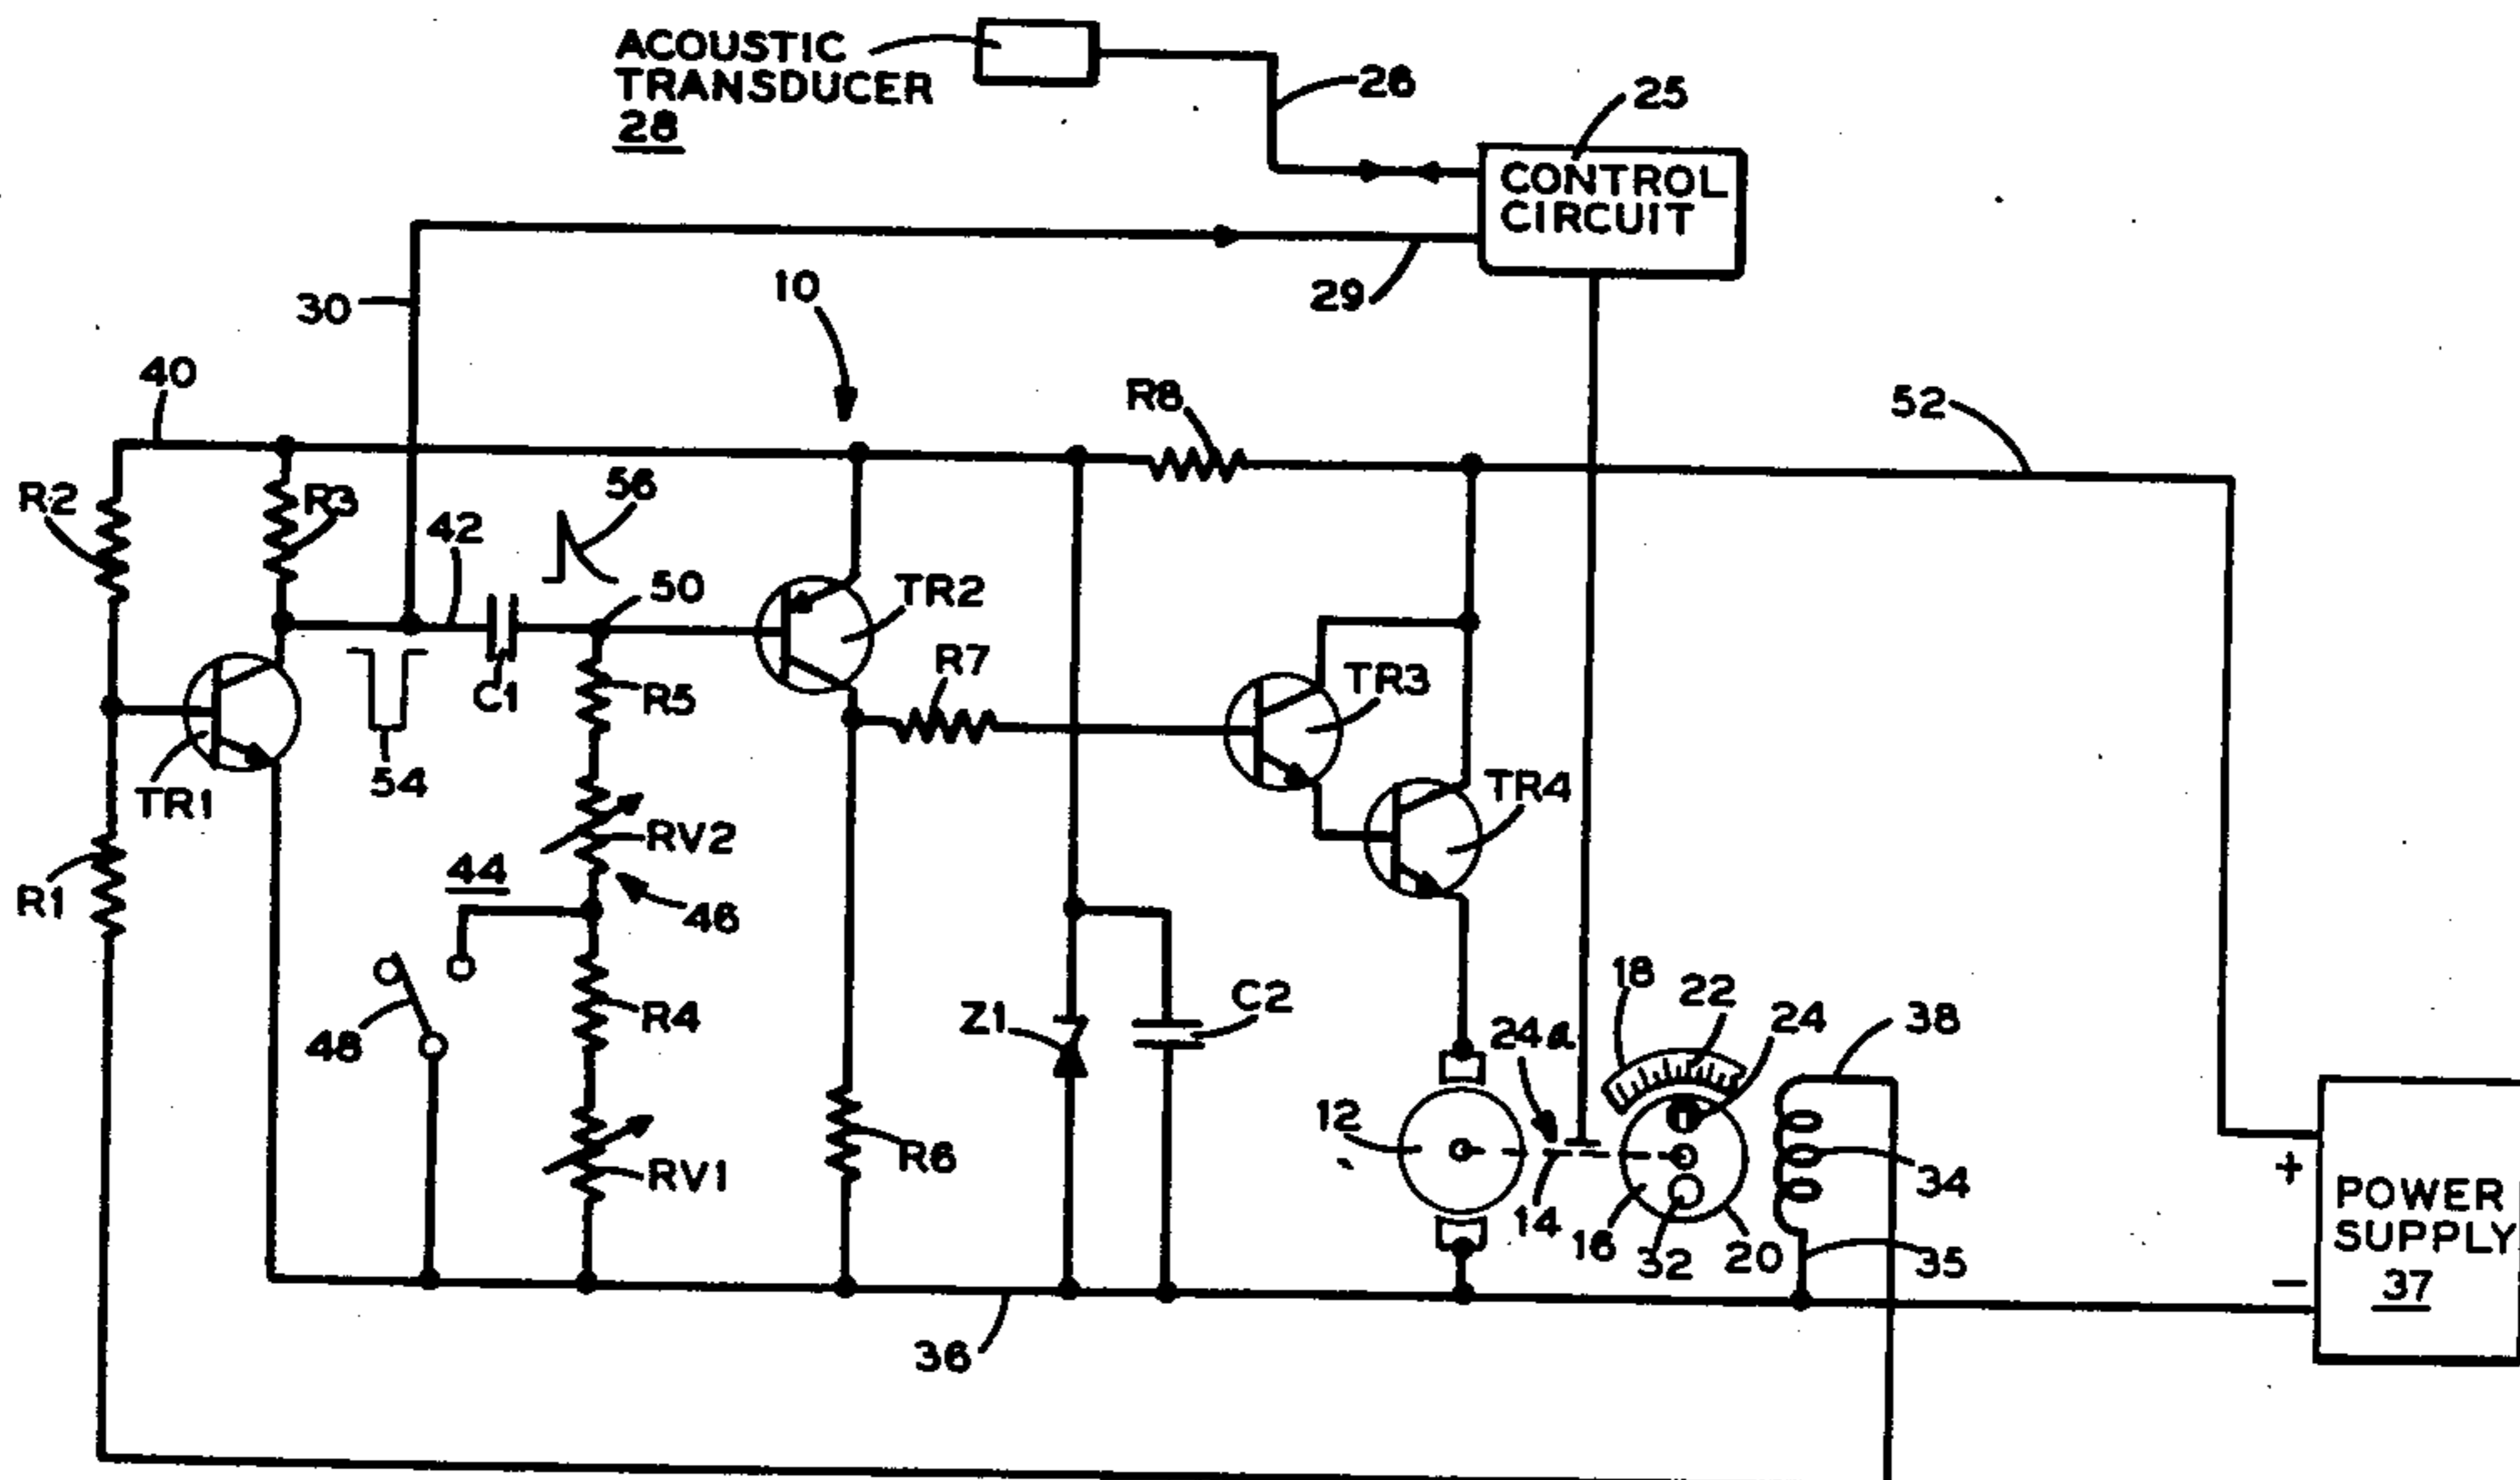 ACOUSTIC
TRANSDUCER
28
26
25
CONTROL
CIRCUIT
30
10
29
40
R8
52
R2
R3
42
56
50
TR2
R7
C1
R5
TR3
54
TR1
RV2
TR4
44
R1
46
48
R4
Z1
C2
24a
18
22
24
38
12
RV1
R6
14
16
32
20
34
35
+
POWER
SUPPLY
37
−
36